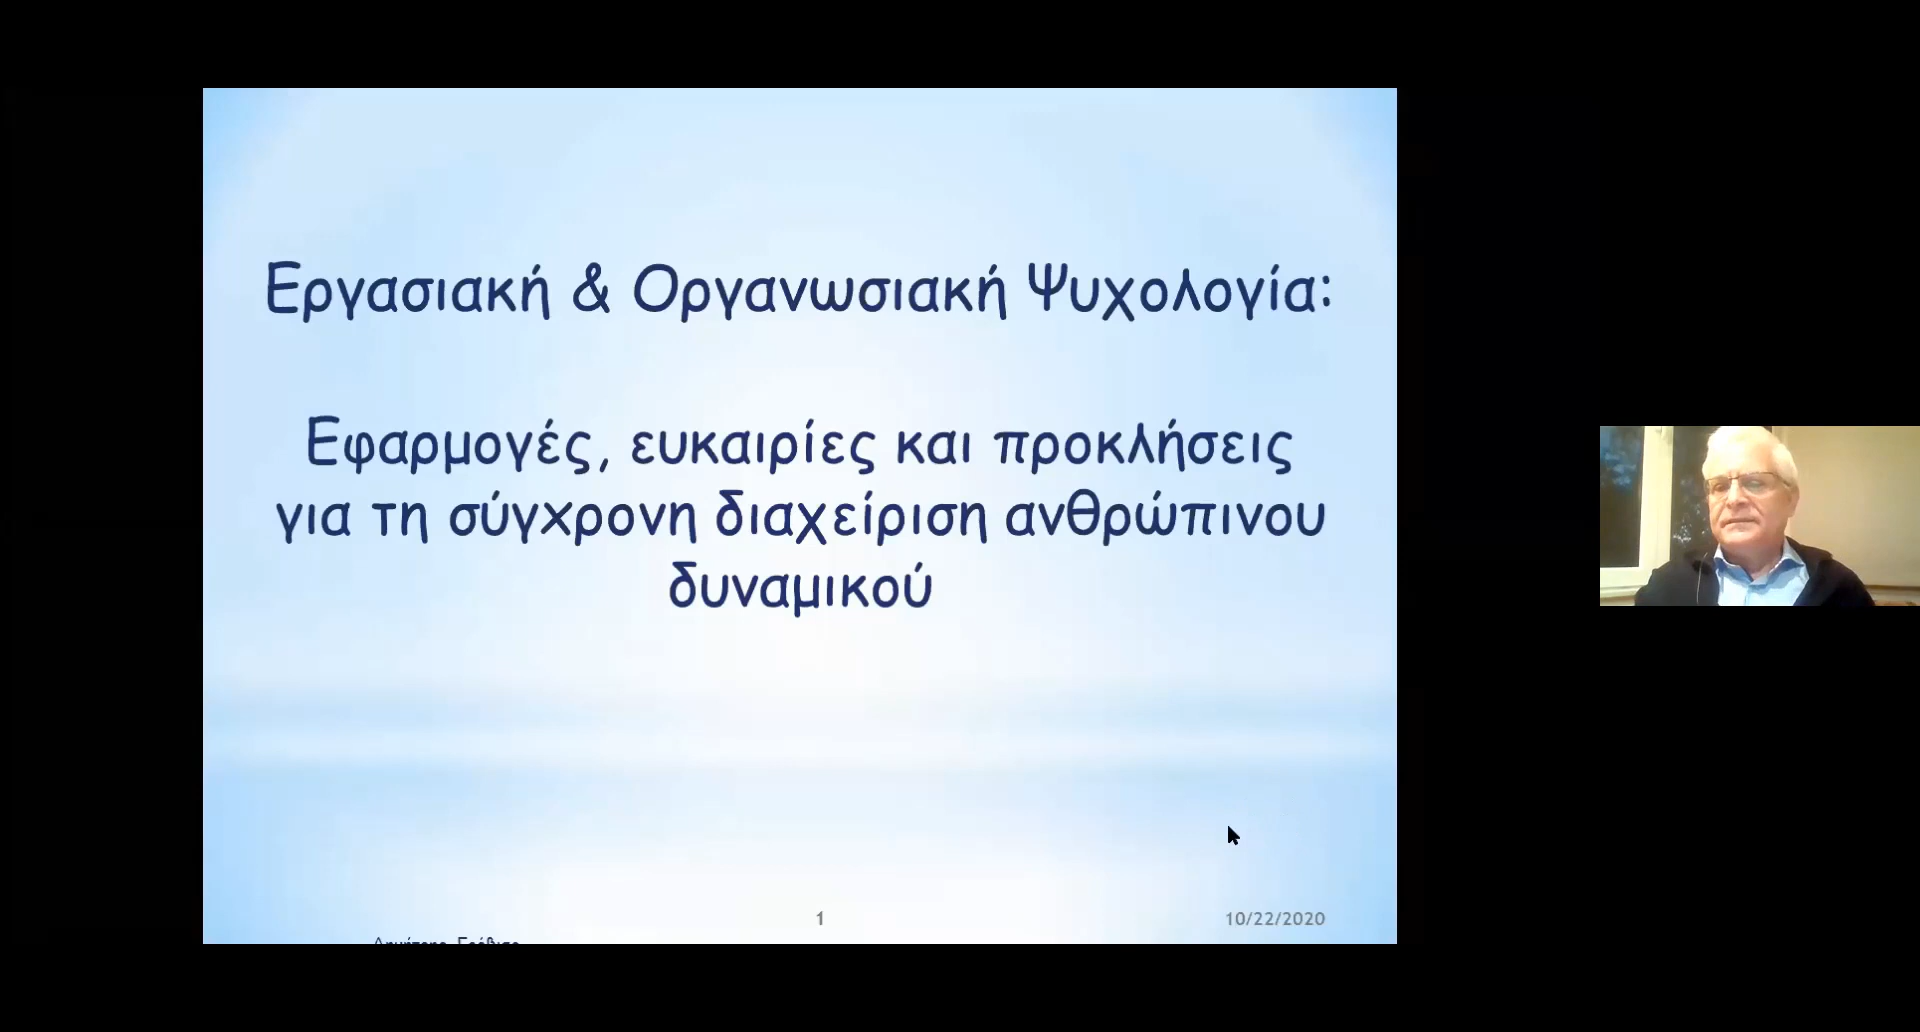 Εργασιακή & Οργανωσιακή Ψυχολογία:
Εφαρμογές, ευκαιρίες και προκλήσεις
για τη σύγχρονη διαχείριση ανθρώπινου
δυναμικού
1
10/22/2020